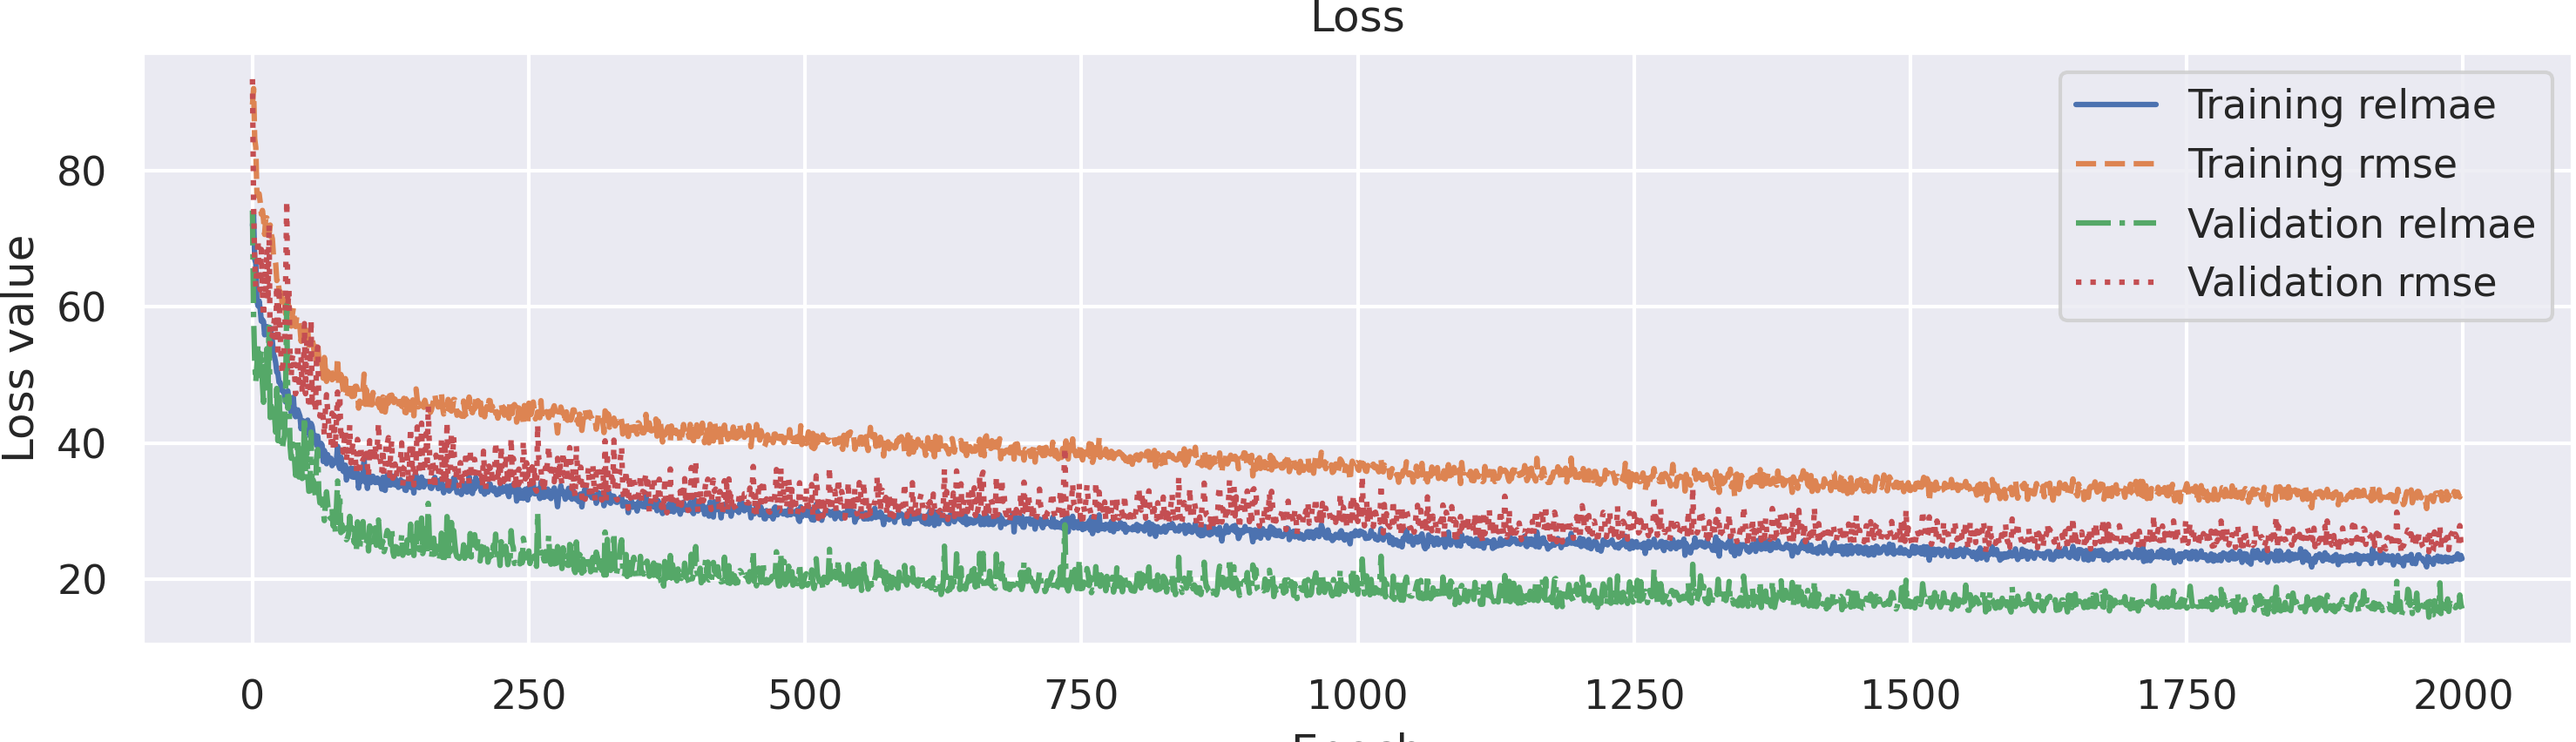 Loss
Loss value
80
60
40
20
0 250 500 750 1000 1250 1500 1750 2000
Training relmae
Training rmse
Validation relmae
Validation rmse